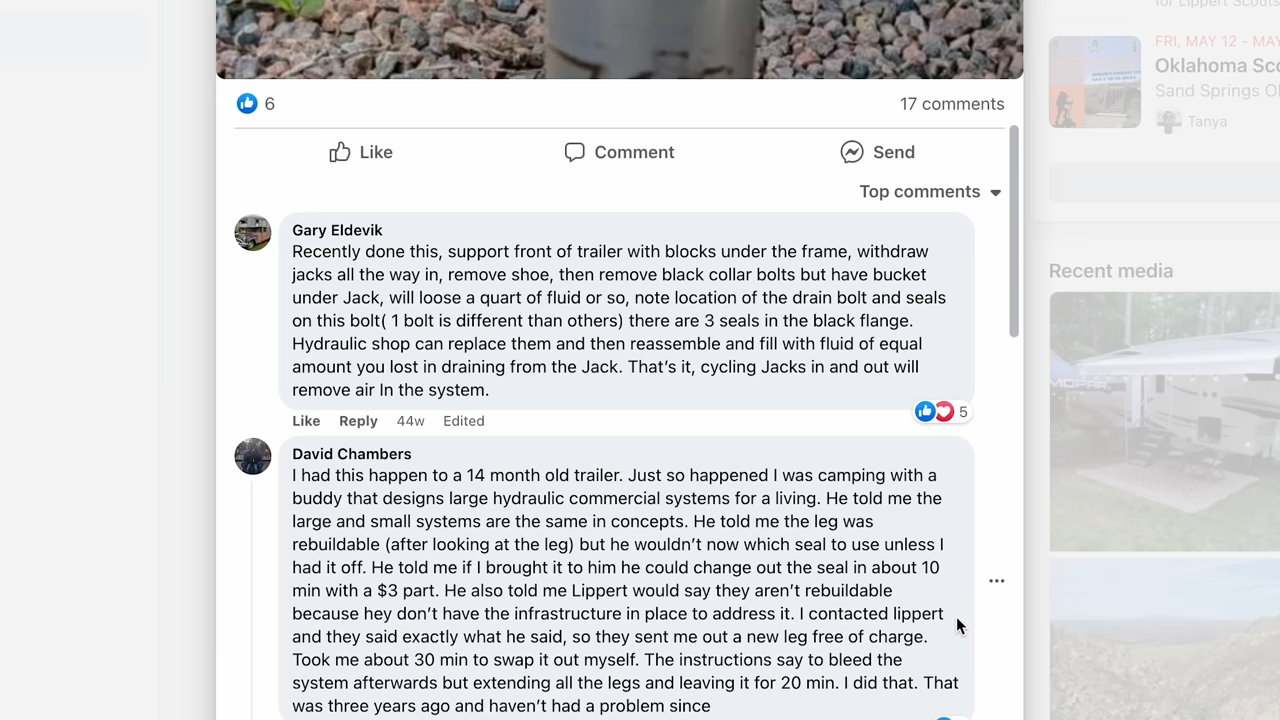 for Lippert Scouts
FRI, MAY 12 - MAY
Oklahoma Sc
Sand Springs O
Tanya
6
17 comments
Like
Comment
Send
Top comments
Gary Eldevik
Recently done this, support front of trailer with blocks under the frame, withdraw
jacks all the way in, remove shoe, then remove black collar bolts but have bucket
under Jack, will loose a quart of fluid or so, note location of the drain bolt and seals
on this bolt( 1 bolt is different than others) there are 3 seals in the black flange.
Hydraulic shop can replace them and then reassemble and fill with fluid of equal
amount you lost in draining from the Jack. That’s it, cycling Jacks in and out will
remove air In the system.
Like Reply 44w Edited
5
David Chambers
I had this happen to a 14 month old trailer. Just so happened I was camping with a
buddy that designs large hydraulic commercial systems for a living. He told me the
large and small systems are the same in concepts. He told me the leg was
rebuildable (after looking at the leg) but he wouldn’t now which seal to use unless I
had it off. He told me if I brought it to him he could change out the seal in about 10
min with a $3 part. He also told me Lippert would say they aren’t rebuildable
because hey don’t have the infrastructure in place to address it. I contacted lippert
and they said exactly what he said, so they sent me out a new leg free of charge.
Took me about 30 min to swap it out myself. The instructions say to bleed the
system afterwards but extending all the legs and leaving it for 20 min. I did that. That
was three years ago and haven’t had a problem since
Recent media
MOPAR